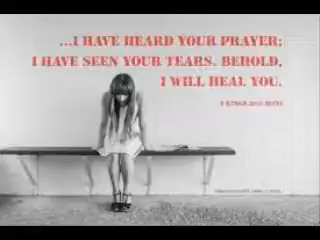 ...I HAVE HEARD YOUR PRAYER;
I HAVE SEEN YOUR TEARS. BEHOLD,
I WILL HEAL YOU.